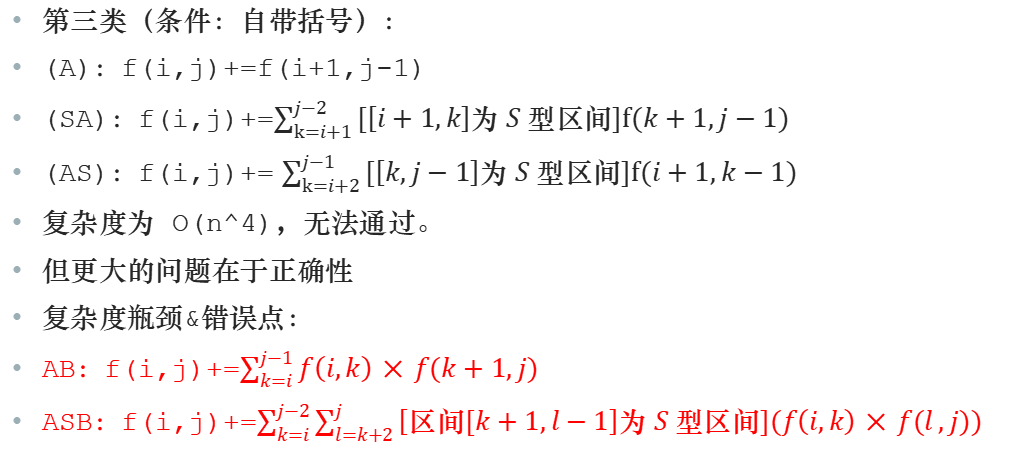 • 第三类（条件：自带括号）：
• (A): f(i,j)+=f(i+1,j-1)
• (SA): f(i,j)+=∑_{k=i+1}^{j−2} [[i + 1, k]为 S 型区间]f(k + 1, j − 1)
• (AS): f(i,j)+= ∑_{k=i+2}^{j−1} [[k, j − 1]为 S 型区间]f(i + 1, k − 1)
• 复杂度为 O(n^4)，无法通过。
• 但更大的问题在于正确性
• 复杂度瓶颈&错误点：
• AB: f(i,j)+=∑_{k=i}^{j−1} f(i, k) × f(k + 1, j)
• ASB: f(i,j)+=∑_{k=i}^{j−2} ∑_{l=k+2}^{j} [区间[k + 1, l − 1]为 S 型区间](f(i, k) × f(l, j))